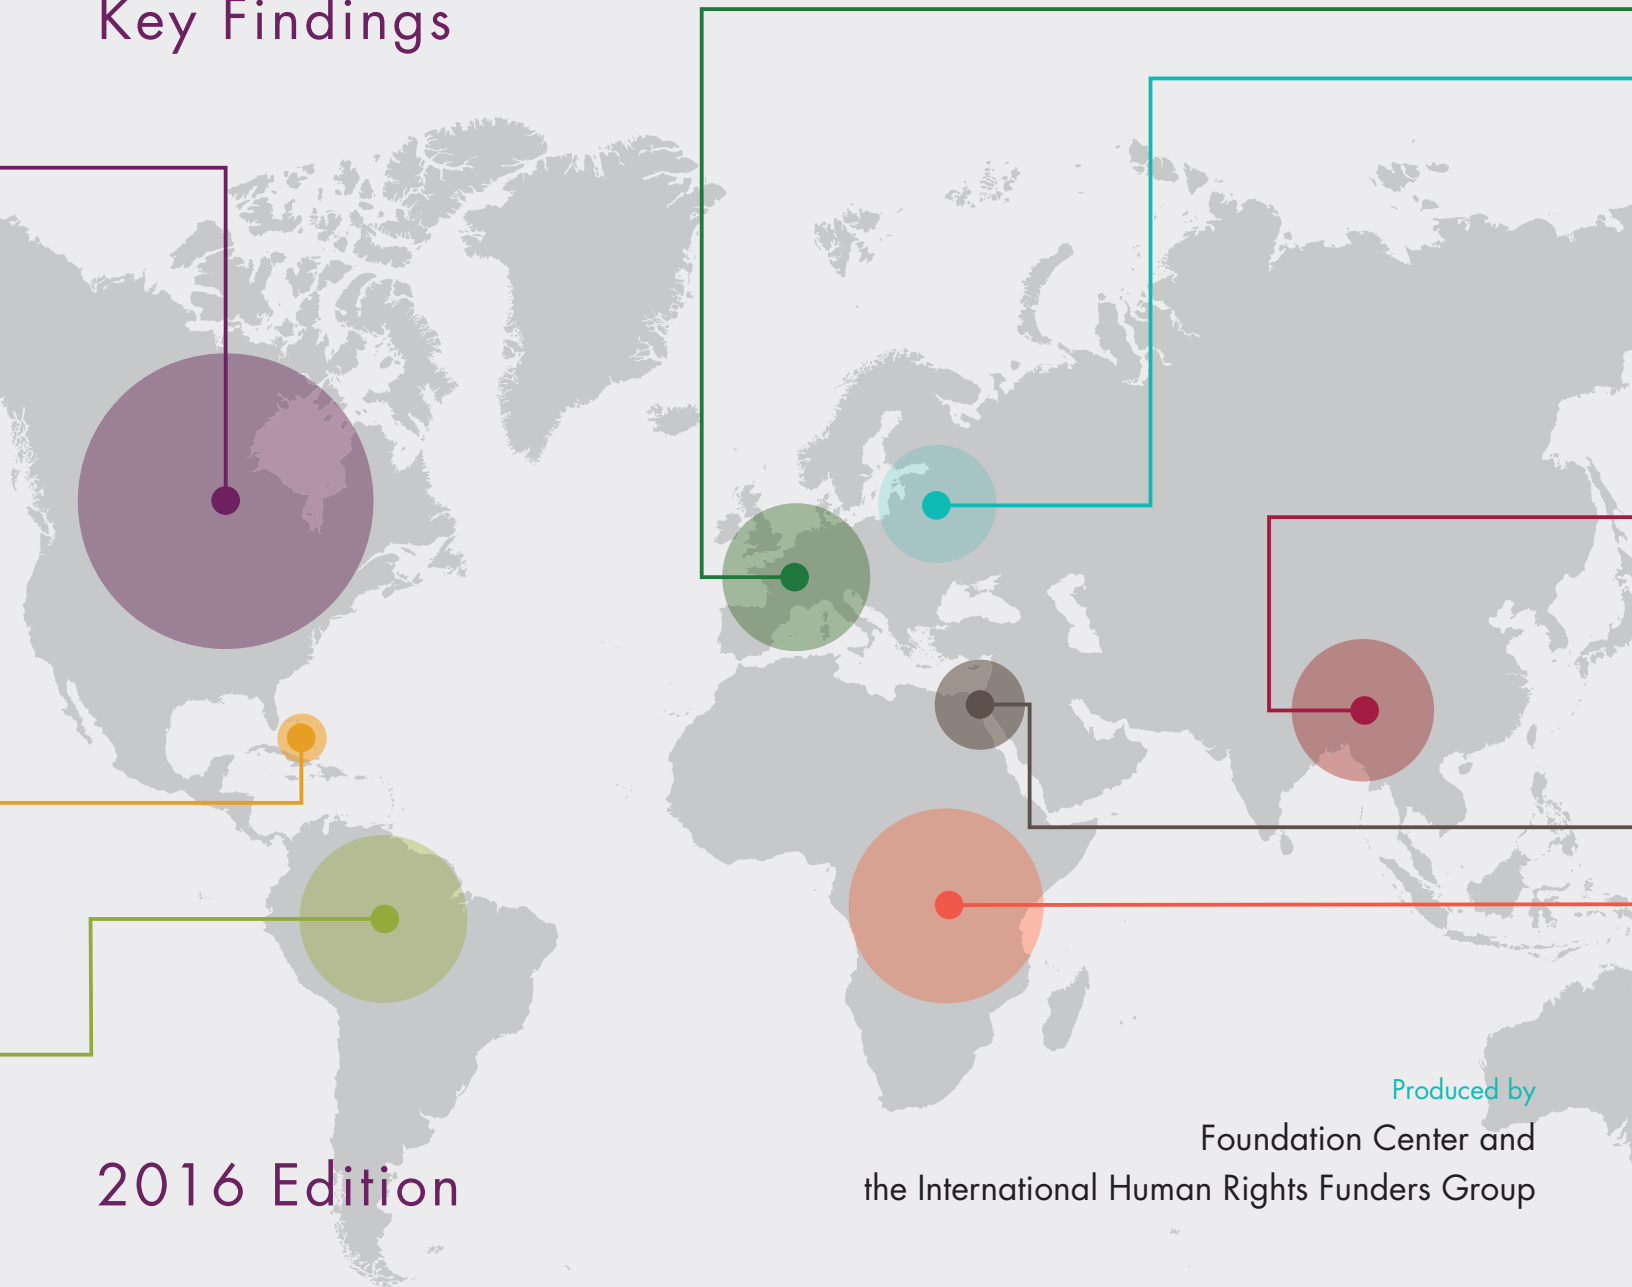 Key Findings
Produced by
Foundation Center and
the International Human Rights Funders Group
2016 Edition